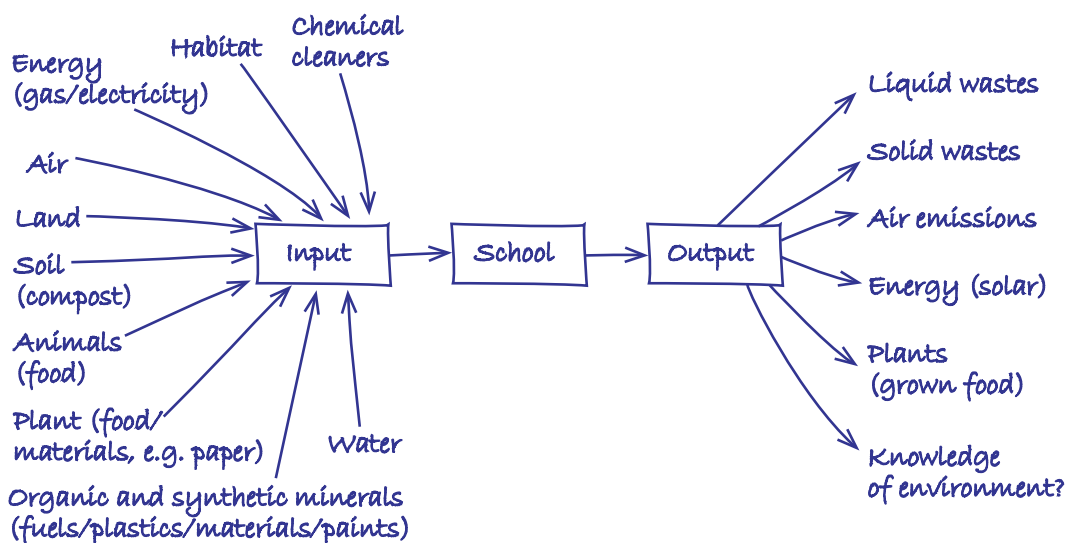 Chemical
cleaners
Habitat
Energy
(gas/electricity)
Air
Land
Soil
(compost)
Animals
(food)
Plant (food/
materials, e.g. paper)
Organic and synthetic minerals
(fuels/plastics/materials/paints)
Water
Input
School
Output
Liquid wastes
Solid wastes
Air emissions
Energy (solar)
Plants
(grown food)
Knowledge
of environment?